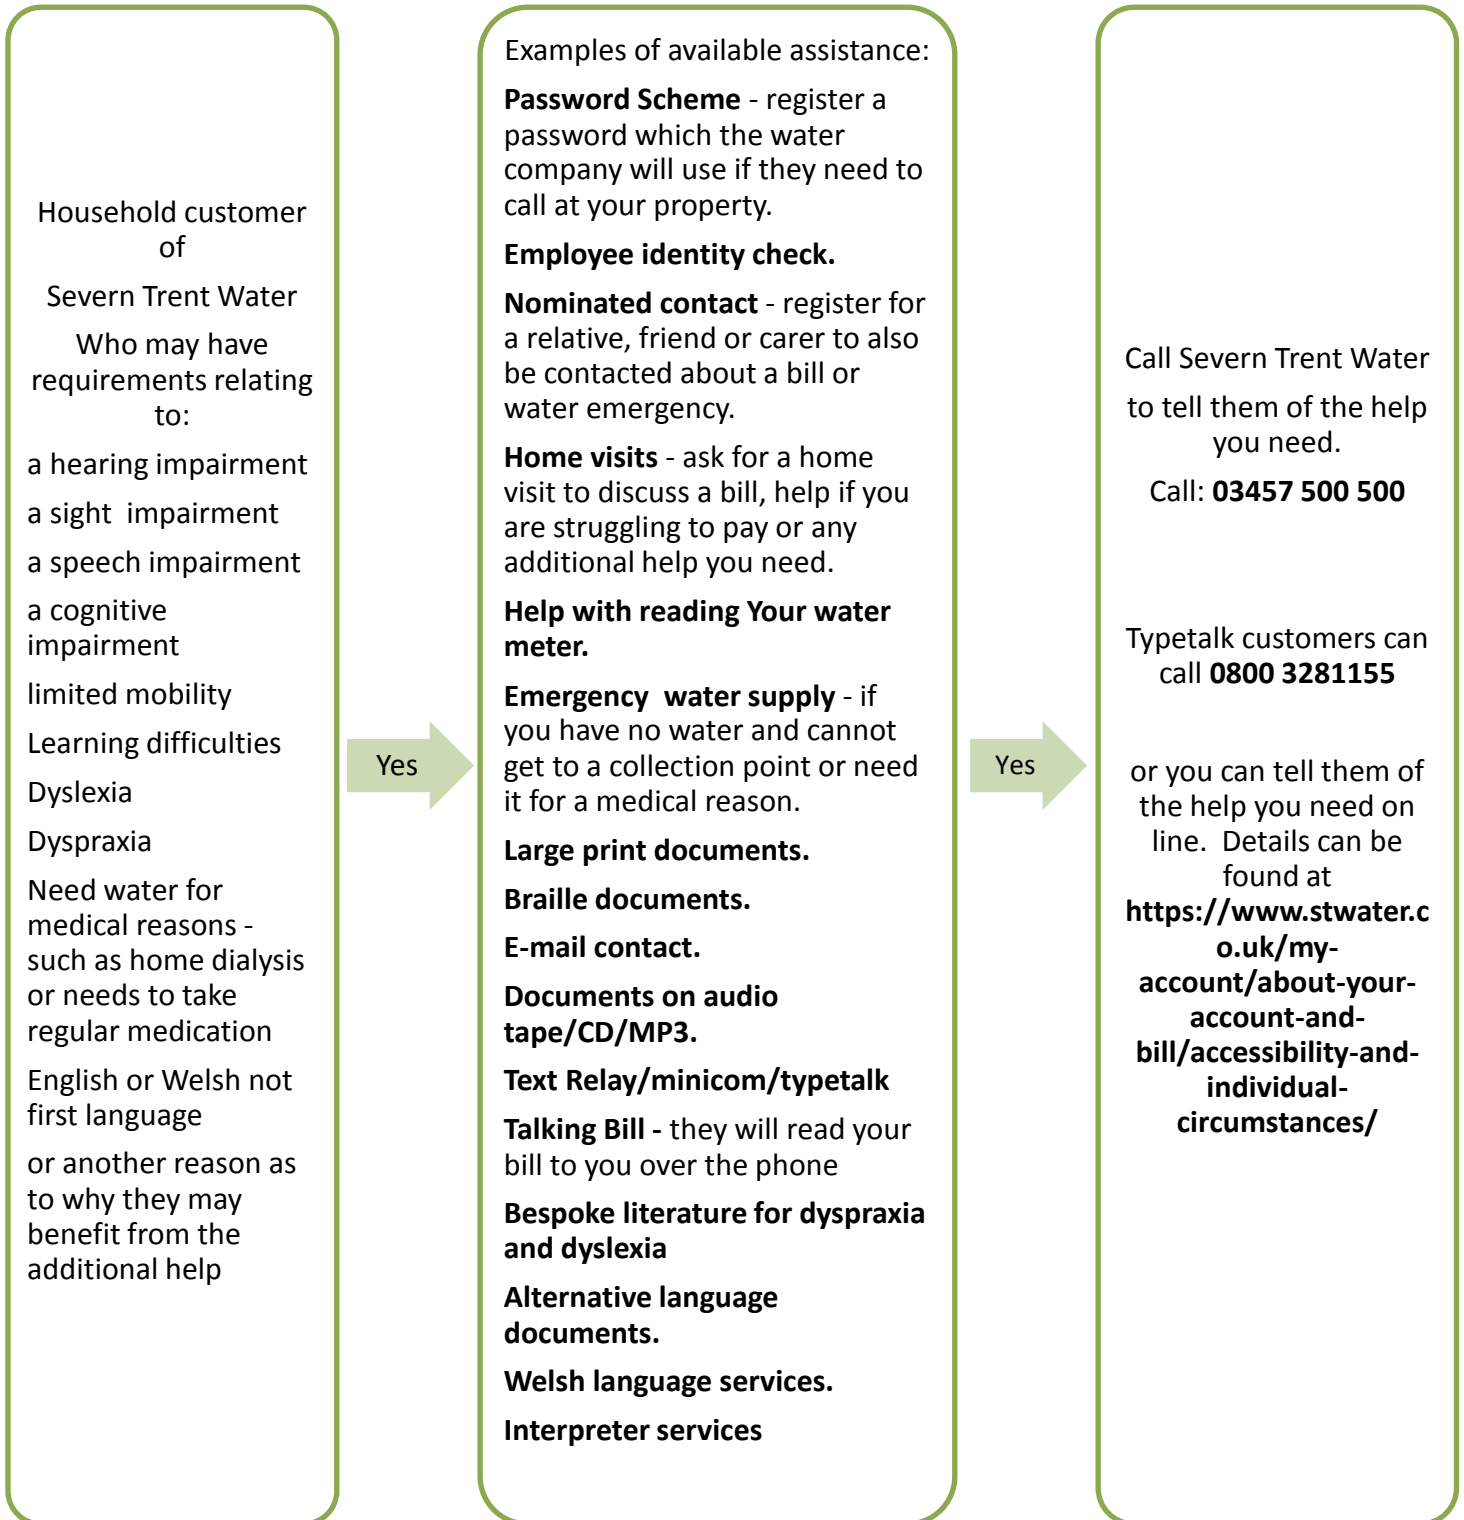 Household customer
of
Severn Trent Water
Who may have
requirements relating
to:
a hearing impairment
a sight  impairment
a speech impairment
a cognitive
impairment
limited mobility
Learning difficulties
Dyslexia
Dyspraxia
Need water for
medical reasons -
such as home dialysis
or needs to take
regular medication
English or Welsh not
first language
or another reason as
to why they may
benefit from the
additional help
Yes
Examples of available assistance:
Password Scheme - register a
password which the water
company will use if they need to
call at your property.
Employee identity check.
Nominated contact - register for
a relative, friend or carer to also
be contacted about a bill or
water emergency.
Home visits - ask for a home
visit to discuss a bill, help if you
are struggling to pay or any
additional help you need.
Help with reading Your water
meter.
Emergency  water supply - if
you have no water and cannot
get to a collection point or need
it for a medical reason.
Large print documents.
Braille documents.
E-mail contact.
Documents on audio
tape/CD/MP3.
Text Relay/minicom/typetalk
Talking Bill - they will read your
bill to you over the phone
Bespoke literature for dyspraxia
and dyslexia
Alternative language
documents.
Welsh language services.
Interpreter services
Yes
Call Severn Trent Water
to tell them of the help
you need.
Call: 03457 500 500
Typetalk customers can
call 0800 3281155
or you can tell them of
the help you need on
line.  Details can be
found at
https://www.stwater.c
o.uk/my-
account/about-your-
account-and-
bill/accessibility-and-
individual-
circumstances/